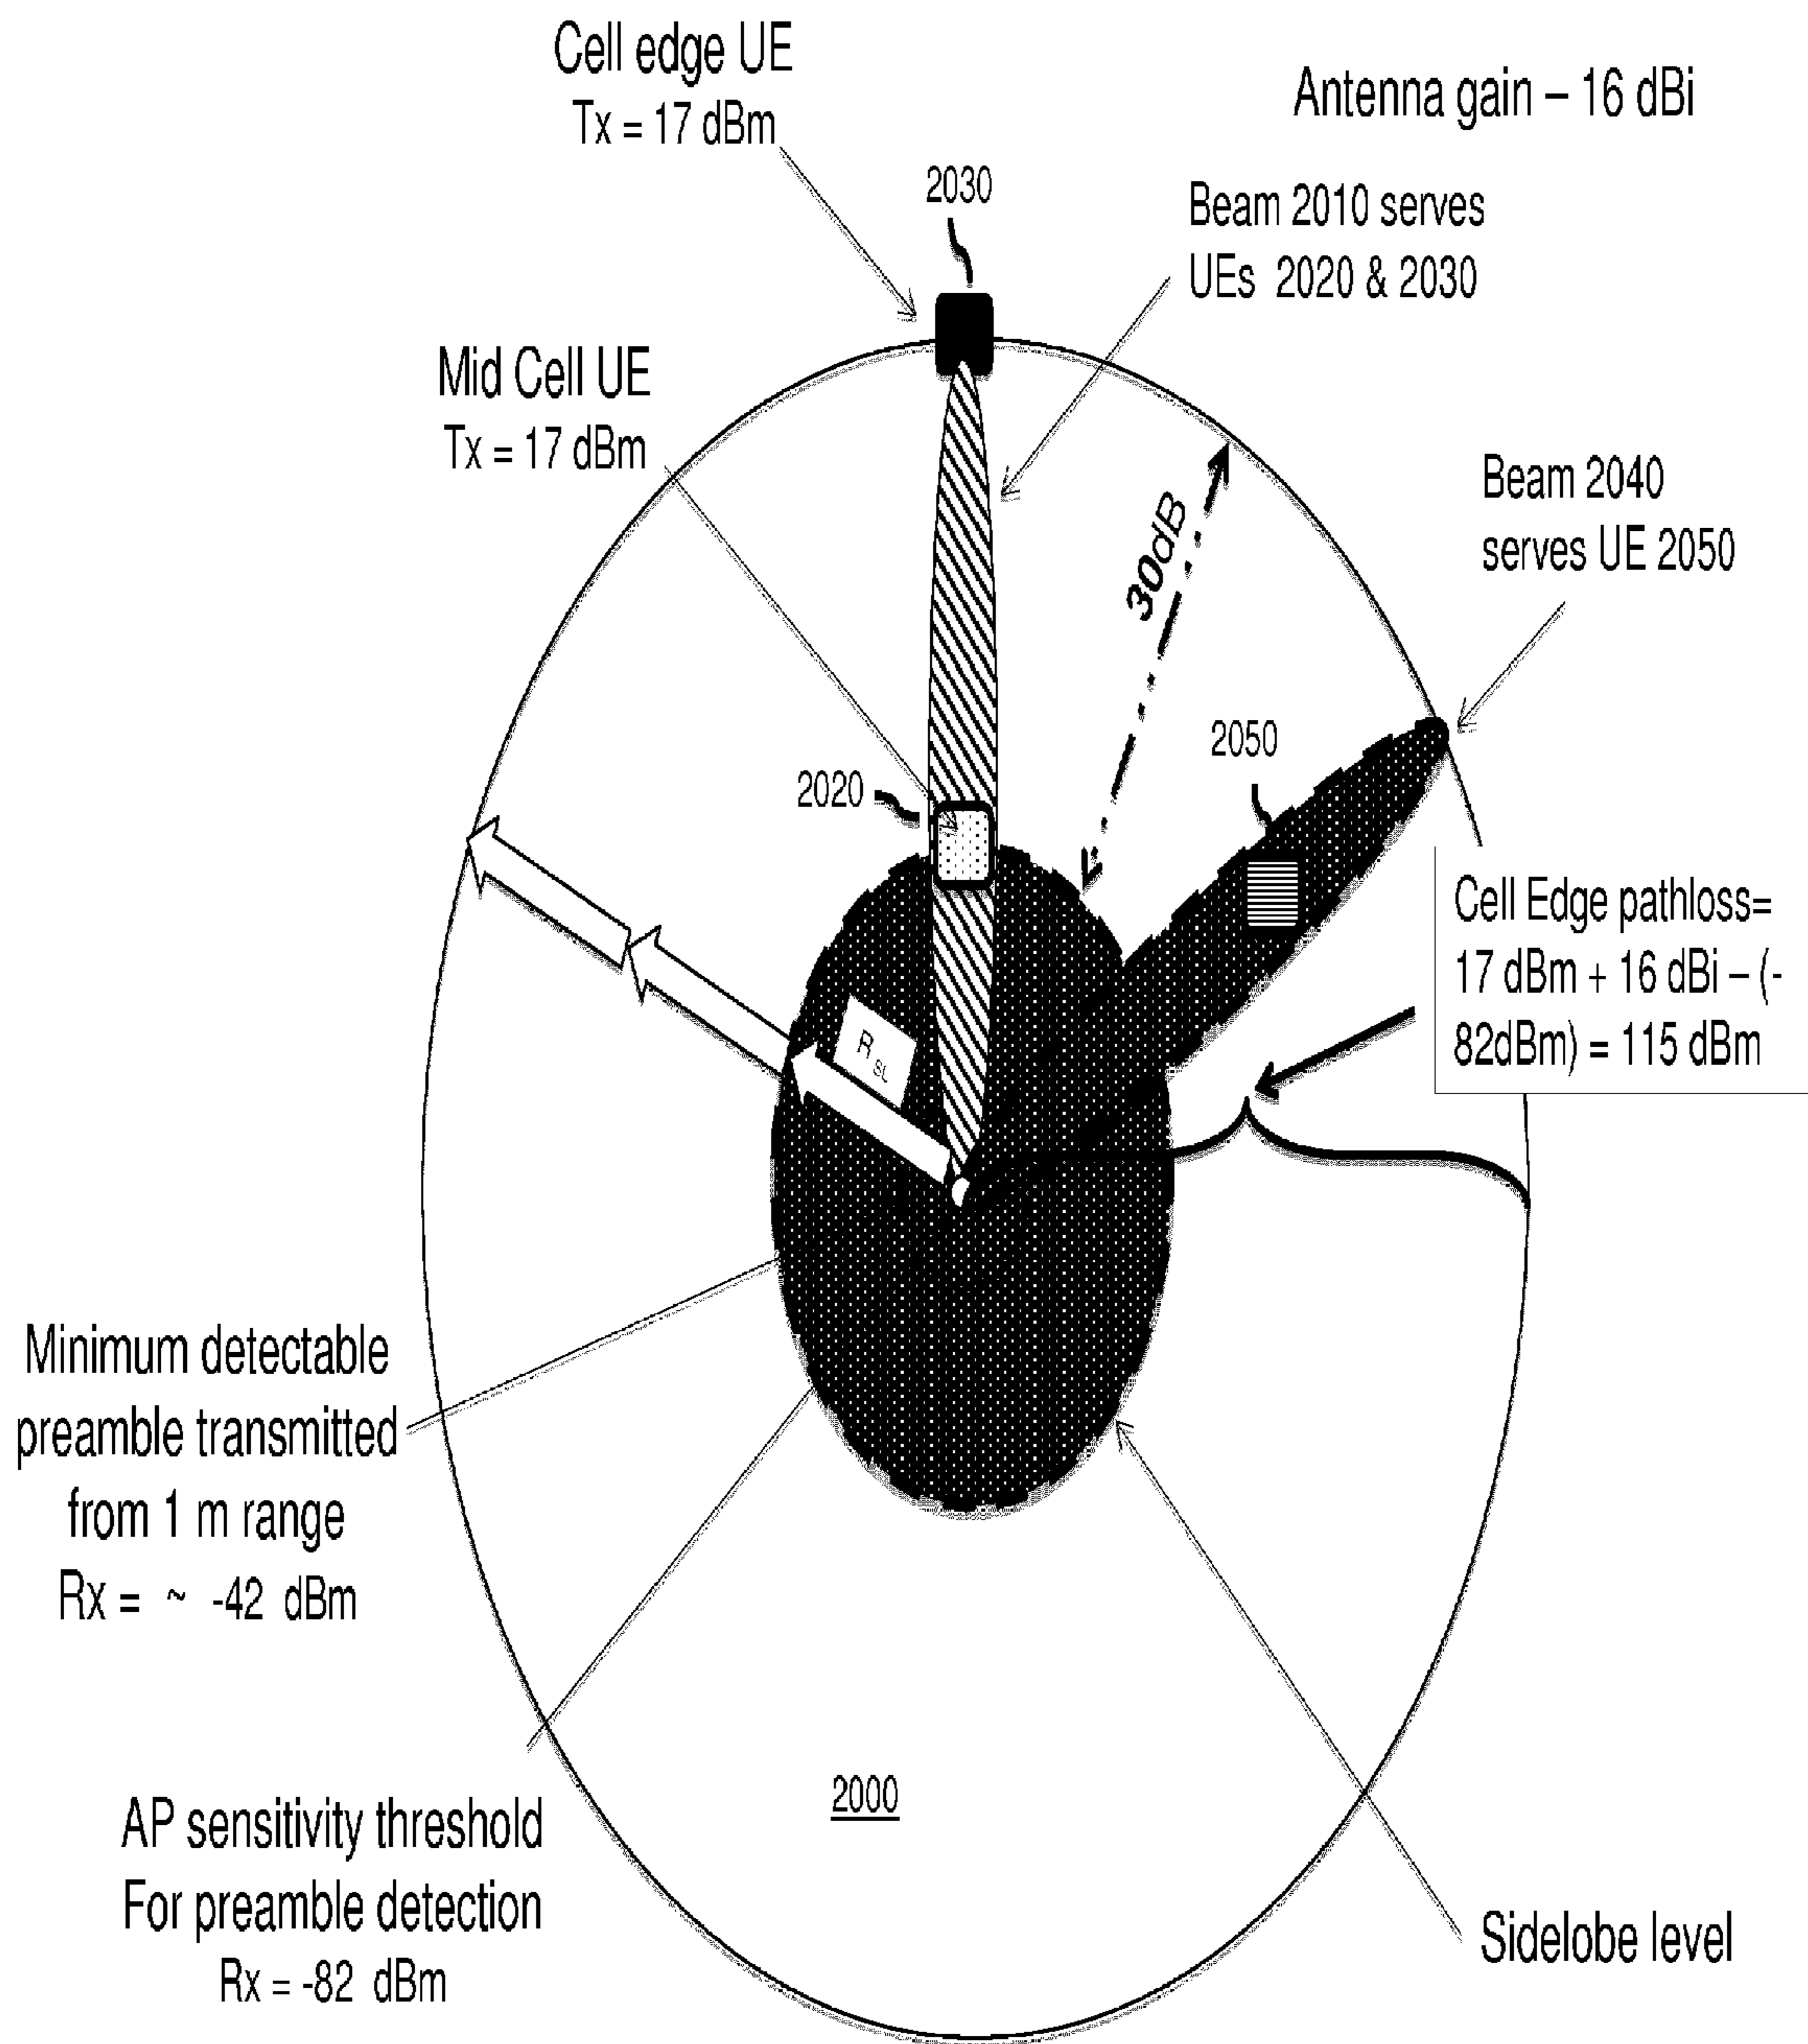 Cell edge UE
Tx = 17 dBm
Antenna gain – 16 dBi
2030
Beam 2010 serves
UEs 2020 & 2030
Mid Cell UE
Tx = 17 dBm
30dB
Beam 2040
serves UE 2050
2050
2020
Cell Edge pathloss=
17 dBm + 16 dBi – (-
82dBm) = 115 dBm
R SL
Minimum detectable
preamble transmitted
from 1 m range
Rx = ~ -42 dBm
AP sensitivity threshold
For preamble detection
Rx = -82 dBm
2000
Sidelobe level